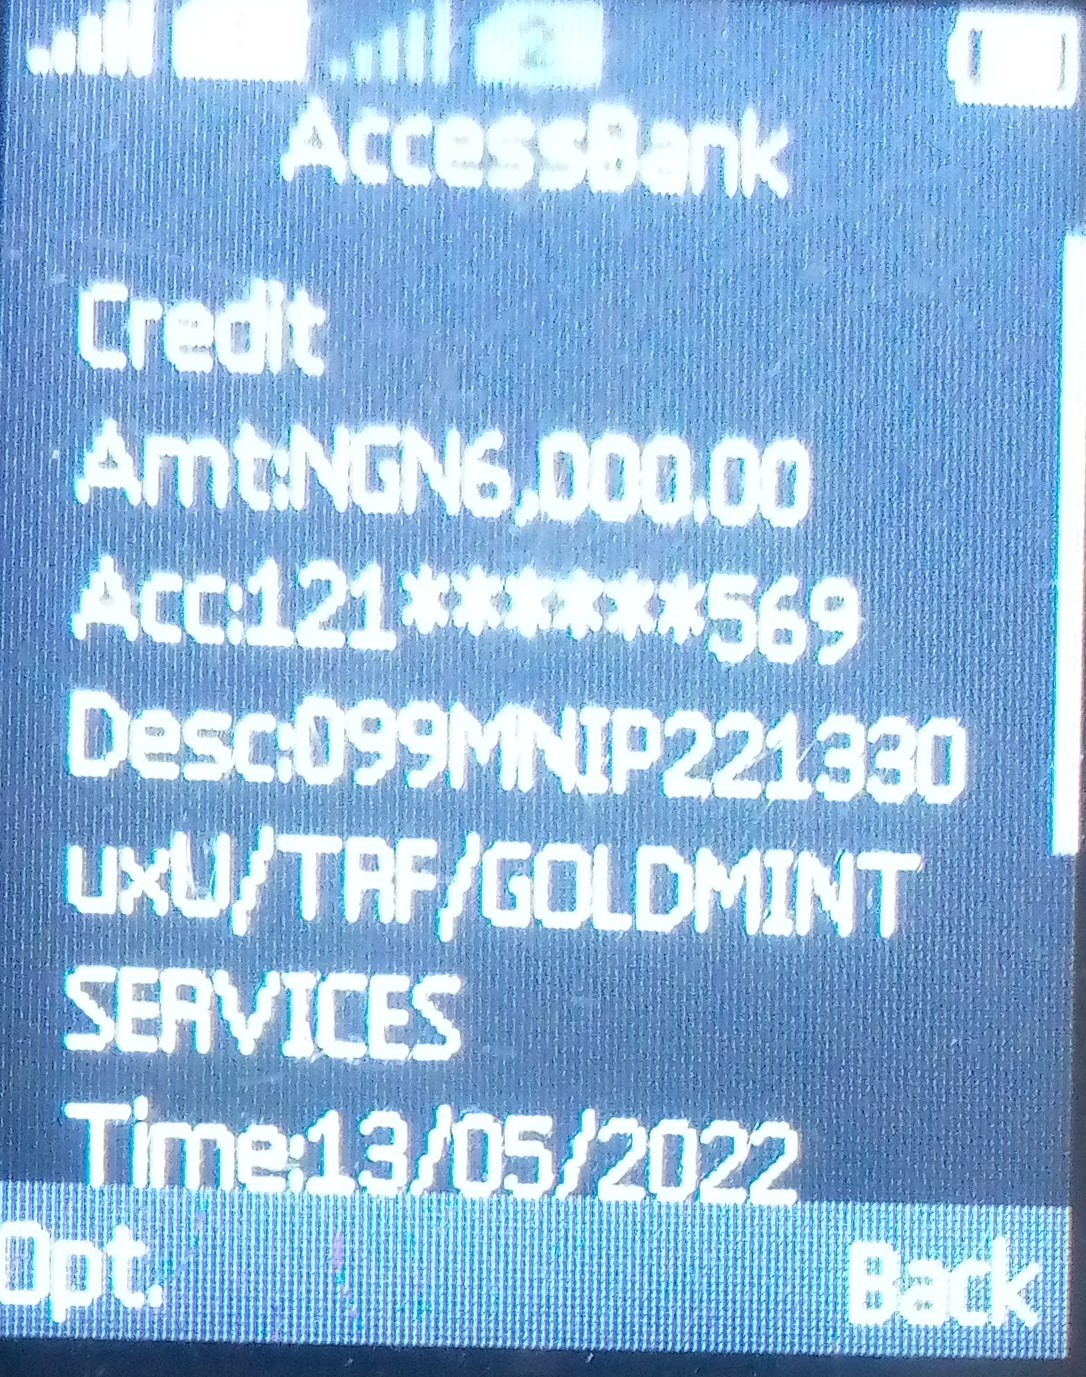 AccessBank
Credit
Amt:NGN6,000.00
Acc:121******569
Desc:099MNIP221330
uxU/TRF/GOLDMINT
SERVICES
Time:13/05/2022
Opt.
Back